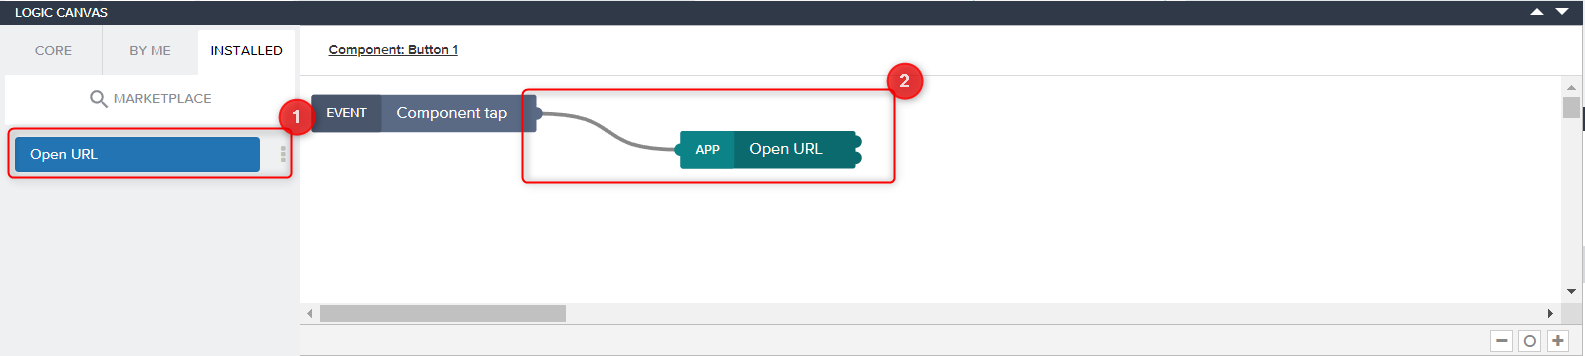 LOGIC CANVAS
CORE
BY ME
INSTALLED
Component: Button 1
MARKETPLACE
1
2
EVENT
Component tap
Open URL
APP
Open URL